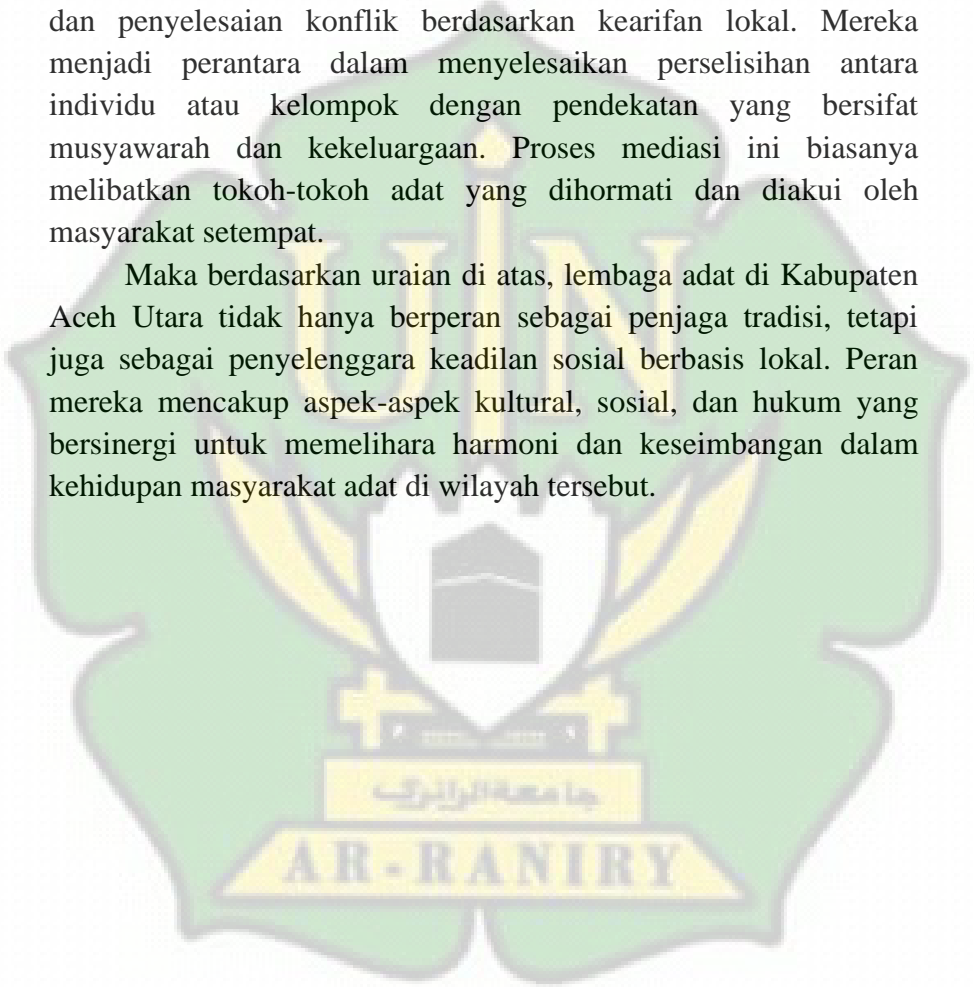 dan penyelesaian konflik berdasarkan kearifan lokal. Mereka
menjadi perantara dalam menyelesaikan perselisihan antara
individu atau kelompok dengan pendekatan yang bersifat
musyawarah dan kekeluargaan. Proses mediasi ini biasanya
melibatkan tokoh-tokoh adat yang dihormati dan diakui oleh
masyarakat setempat.
Maka berdasarkan uraian di atas, lembaga adat di Kabupaten
Aceh Utara tidak hanya berperan sebagai penjaga tradisi, tetapi
juga sebagai penyelenggara keadilan sosial berbasis lokal. Peran
mereka mencakup aspek-aspek kultural, sosial, dan hukum yang
bersinergi untuk memelihara harmoni dan keseimbangan dalam
kehidupan masyarakat adat di wilayah tersebut.
UIN
جامعة الرانري
AR-RANIRY